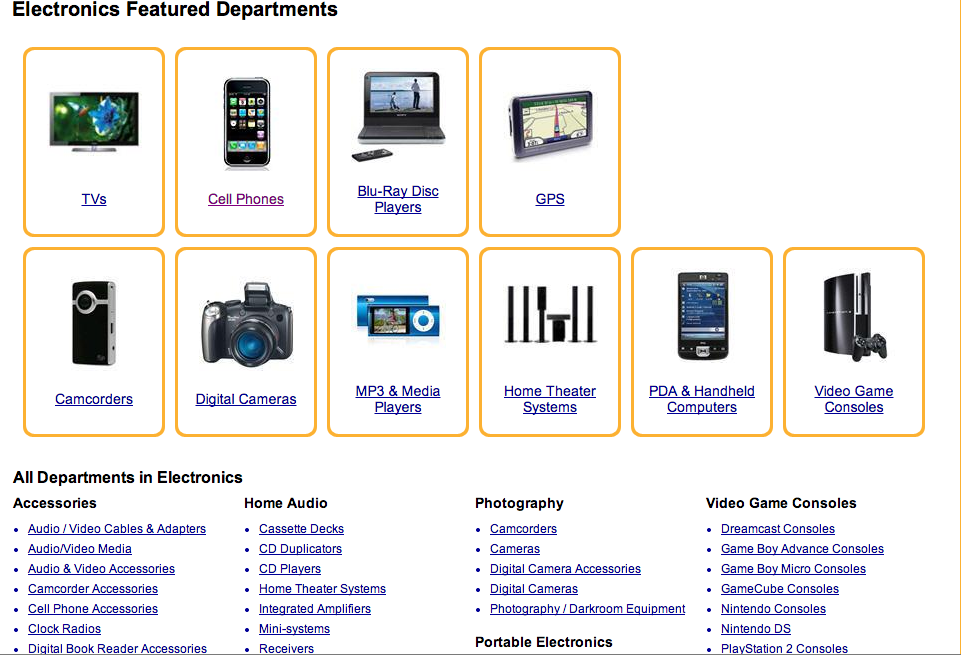 Electronics Featured Departments
TVs
Cell Phones
Blu-Ray Disc
Players
GPS
Camcorders
Digital Cameras
MP3 & Media
Players
Home Theater
Systems
PDA & Handheld
Computers
Video Game
Consoles
All Departments in Electronics
Accessories
Audio / Video Cables & Adapters
Audio/Video Media
Audio & Video Accessories
Camcorder Accessories
Cell Phone Accessories
Clock Radios
Digital Book Reader Accessories
Home Audio
Cassette Decks
CD Duplicators
CD Players
Home Theater Systems
Integrated Amplifiers
Mini-systems
Receivers
Photography
Camcorders
Cameras
Digital Camera Accessories
Digital Cameras
Photography / Darkroom Equipment
Portable Electronics
Video Game Consoles
Dreamcast Consoles
Game Boy Advance Consoles
Game Boy Micro Consoles
GameCube Consoles
Nintendo Consoles
Nintendo DS
PlayStation 2 Consoles